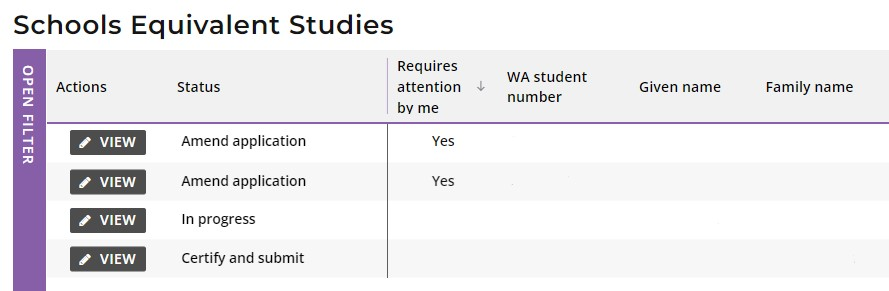 Schools Equivalent Studies
OPEN FILTER
Actions
Status
Requires
attention
by me
WA student
number
Given name
Family name
VIEW
Amend application
Yes
VIEW
Amend application
Yes
VIEW
In progress
VIEW
Certify and submit